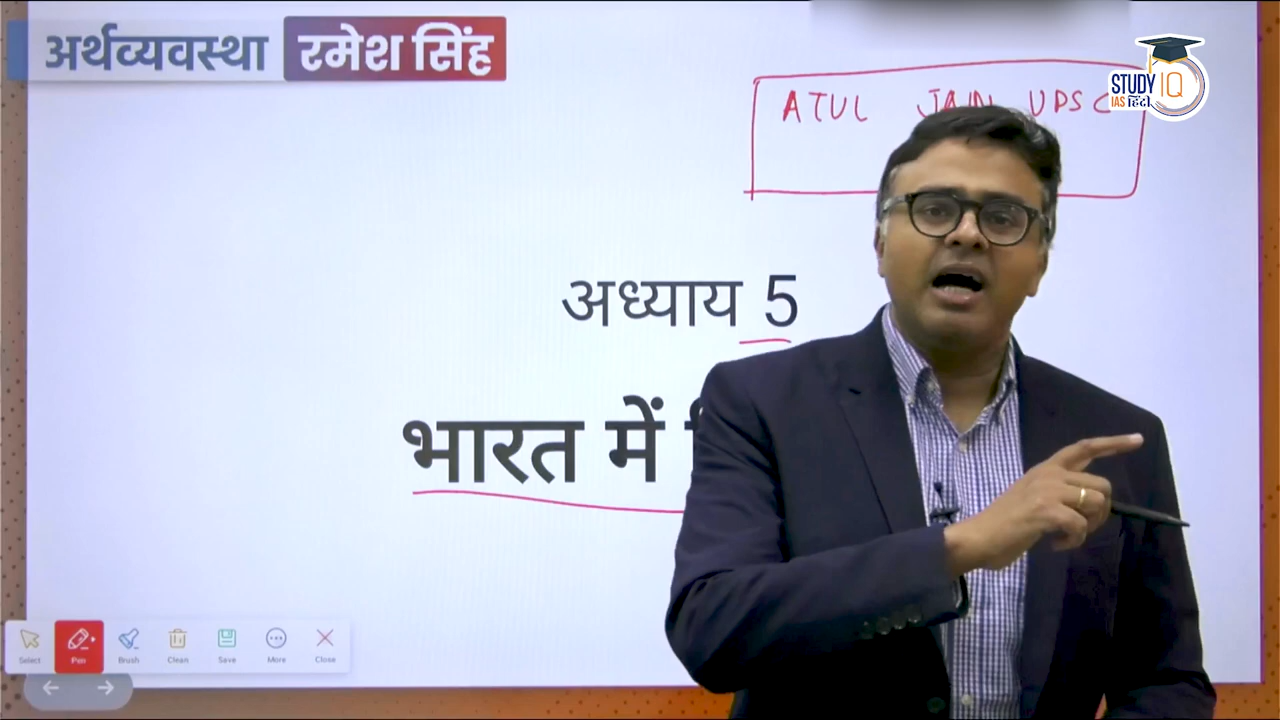 अर्थव्यवस्था रमेश सिंह
ATUL JAIN UPSC
STUDY IQ
IAS हिंदी
अध्याय 5
भारत में
Select Pen Brush Clean Save More Close